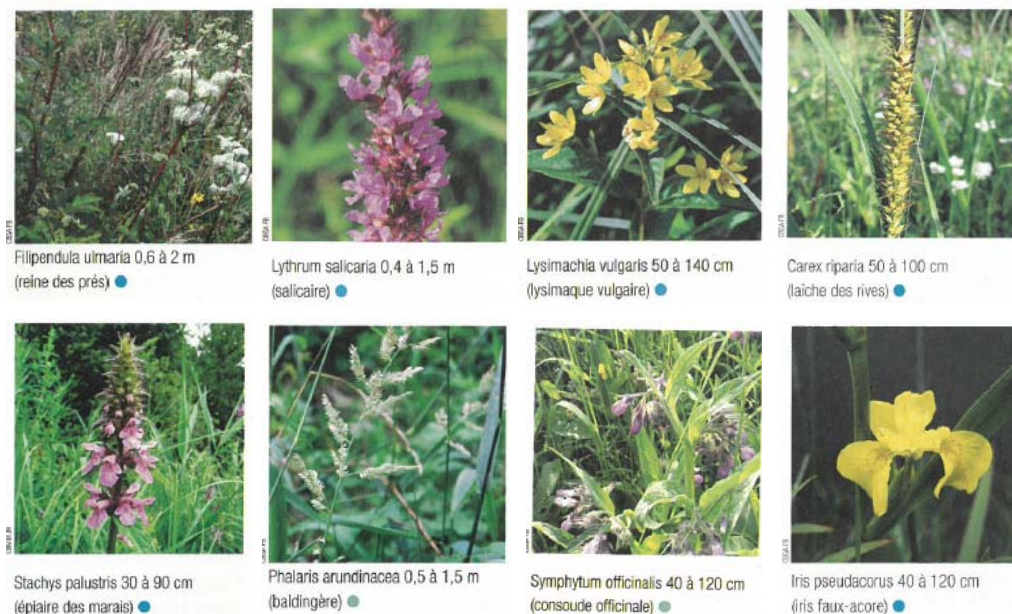 Filipendula ulmaria 0,6 à 2 m
(reine des prés)
Lythrum salicaria 0,4 à 1,5 m
(salicaire)
Lysimachia vulgaris 50 à 140 cm
(lysimaque vulgaire)
Carex riparia 50 à 100 cm
(laîche des rives)
Stachys palustris 30 à 90 cm
(épiaire des marais)
Phalaris arundinacea 0,5 à 1,5 m
(baldingère)
Symphytum officinalis 40 à 120 cm
(consoude officinale)
Iris pseudacorus 40 à 120 cm
(iris faux-acore)